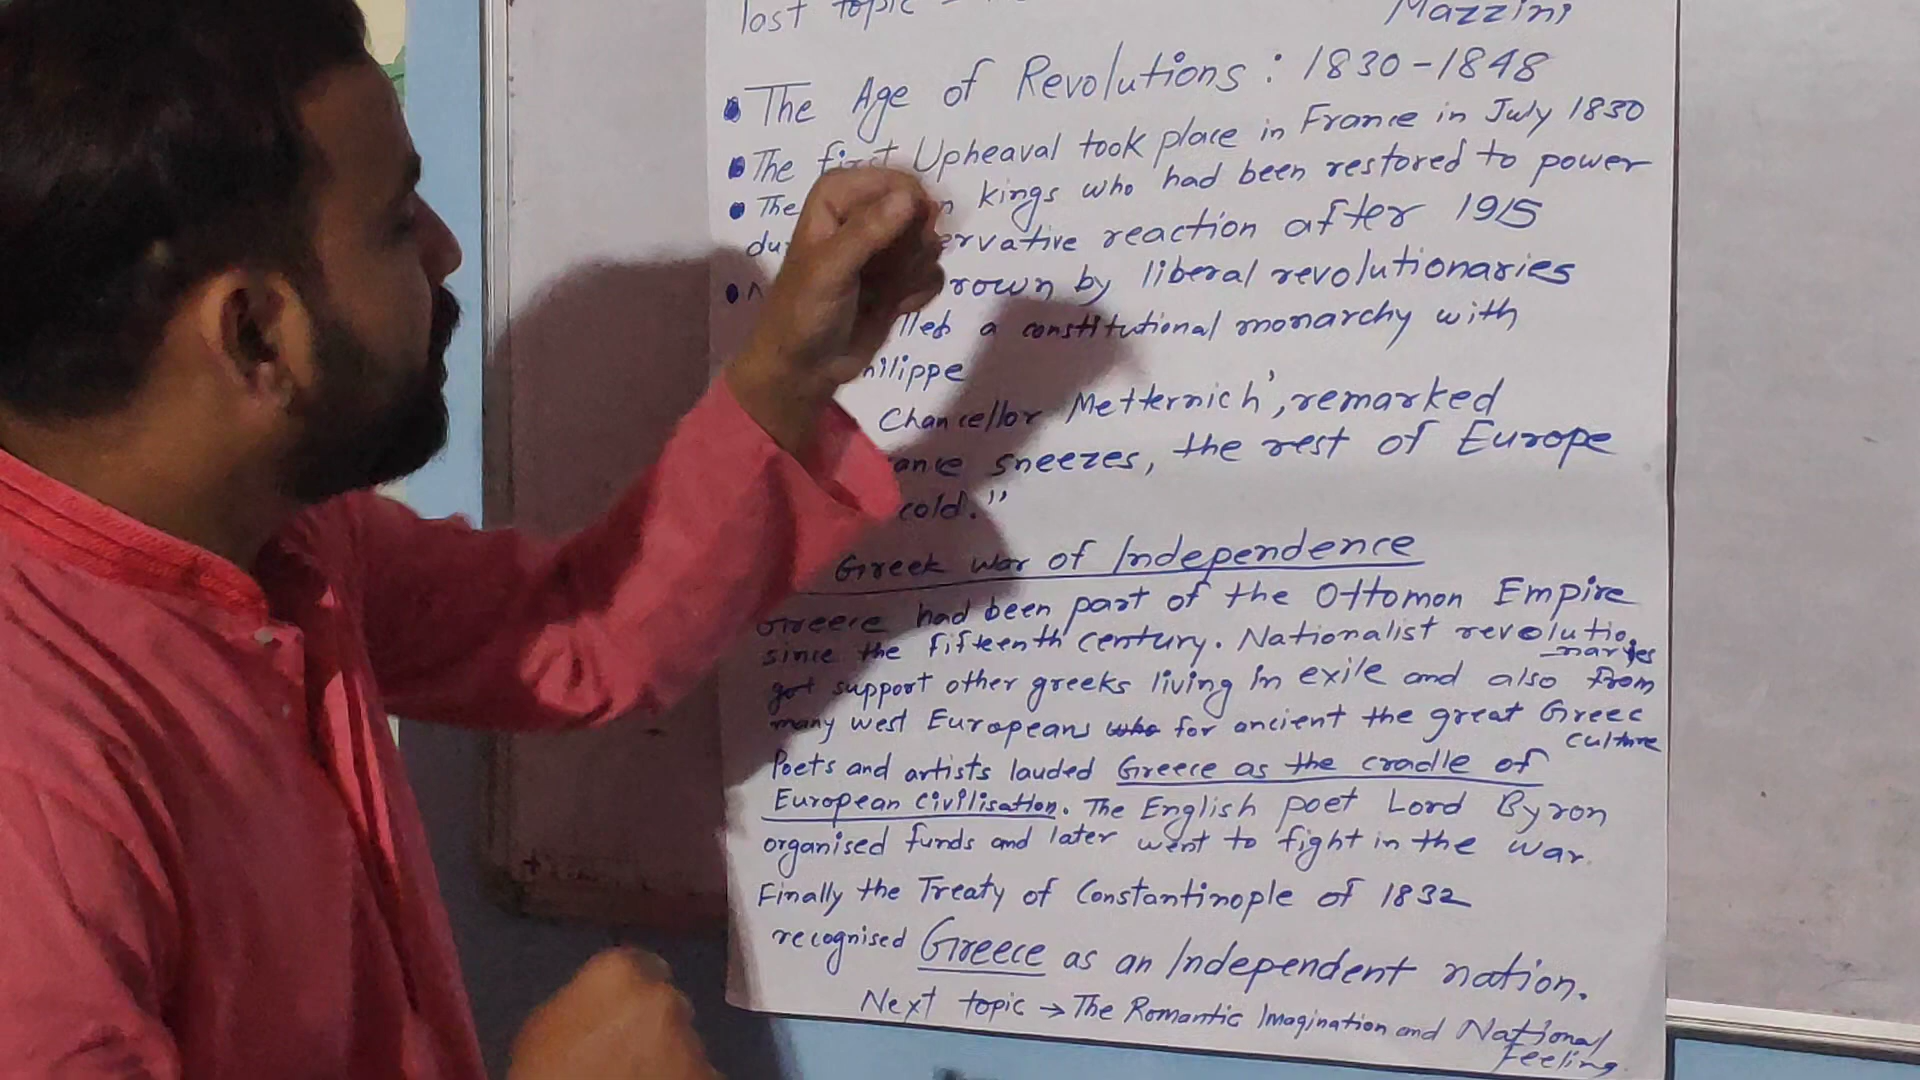 last topic - Mazzini
The Age of Revolutions : 1830-1848
The first Upheaval took place in France in July 1830
The kings who had been restored to power
reaction after 1915
by liberal revolutionaries
a constitutional monarchy with
Chancellor Metternich', remarked
sneezes, the rest of Europe
cold."
Greek war of Independence
Greece had been part of the Ottomon Empire
since the fifteenth century. Nationalist revolutio
-naries
got support other greeks living in exile and also from
many west Europeans for ancient the great Greec
culture
Poets and artists lauded Greece as the cradle of
European civilisation. The English poet Lord Byron
organised funds and later went to fight in the war.
Finally the Treaty of Constantinople of 1832
recognised Greece as an Independent nation.
Next topic → The Romantic Imagination and National
Feeling.